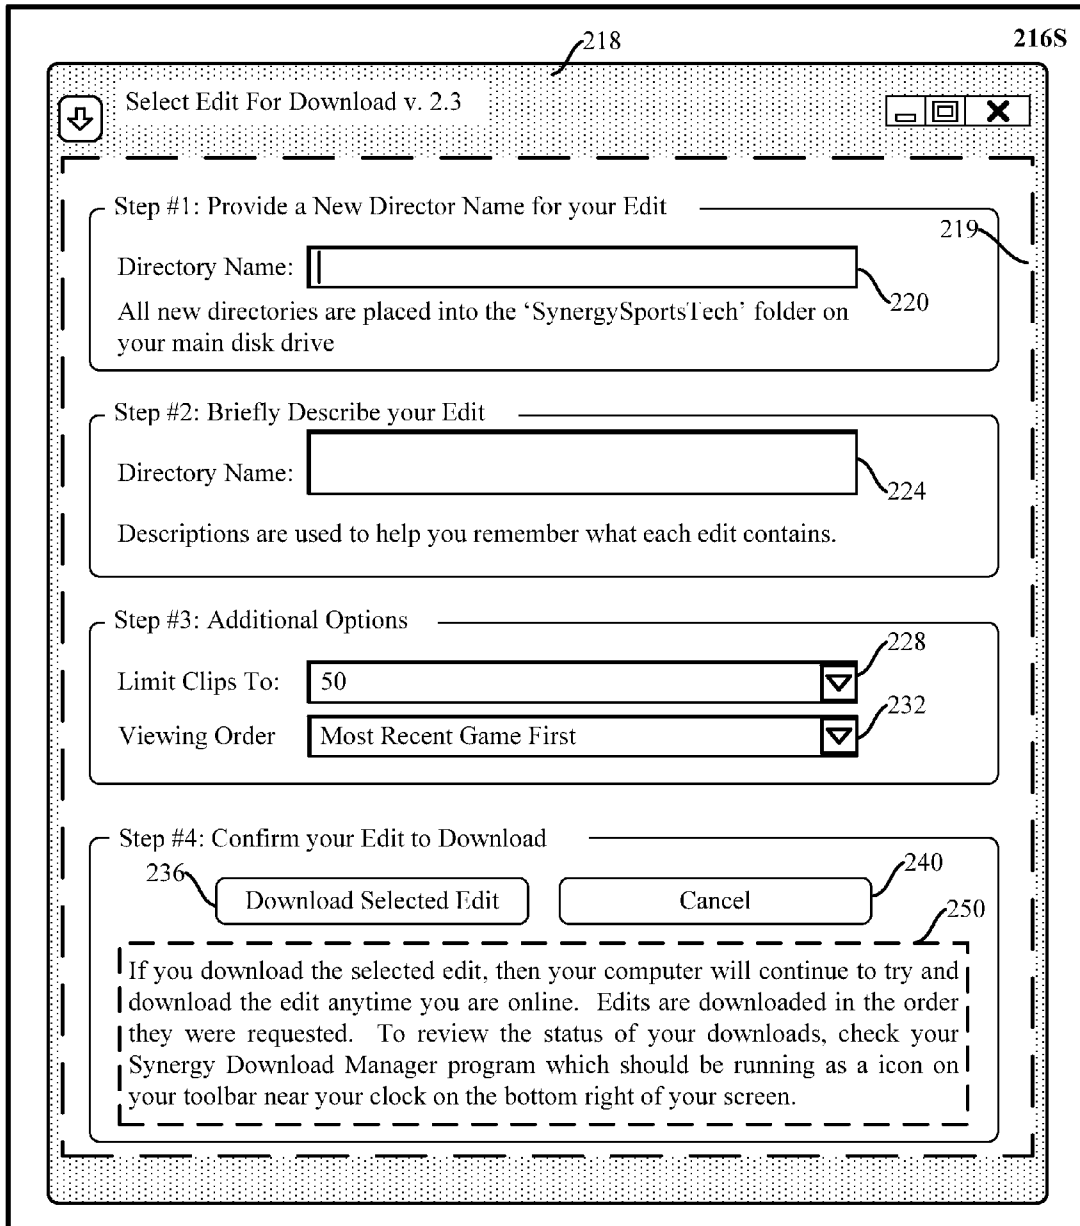 218
216S
Select Edit For Download v. 2.3
Step #1: Provide a New Director Name for your Edit
219
Directory Name:
220
All new directories are placed into the ‘SynergySportsTech’ folder on
your main disk drive
Step #2: Briefly Describe your Edit
Directory Name:
224
Descriptions are used to help you remember what each edit contains.
Step #3: Additional Options
228
Limit Clips To: 50
232
Viewing Order Most Recent Game First
Step #4: Confirm your Edit to Download
236
240
Download Selected Edit Cancel
250
If you download the selected edit, then your computer will continue to try and
download the edit anytime you are online. Edits are downloaded in the order
they were requested. To review the status of your downloads, check your
Synergy Download Manager program which should be running as a icon on
your toolbar near your clock on the bottom right of your screen.